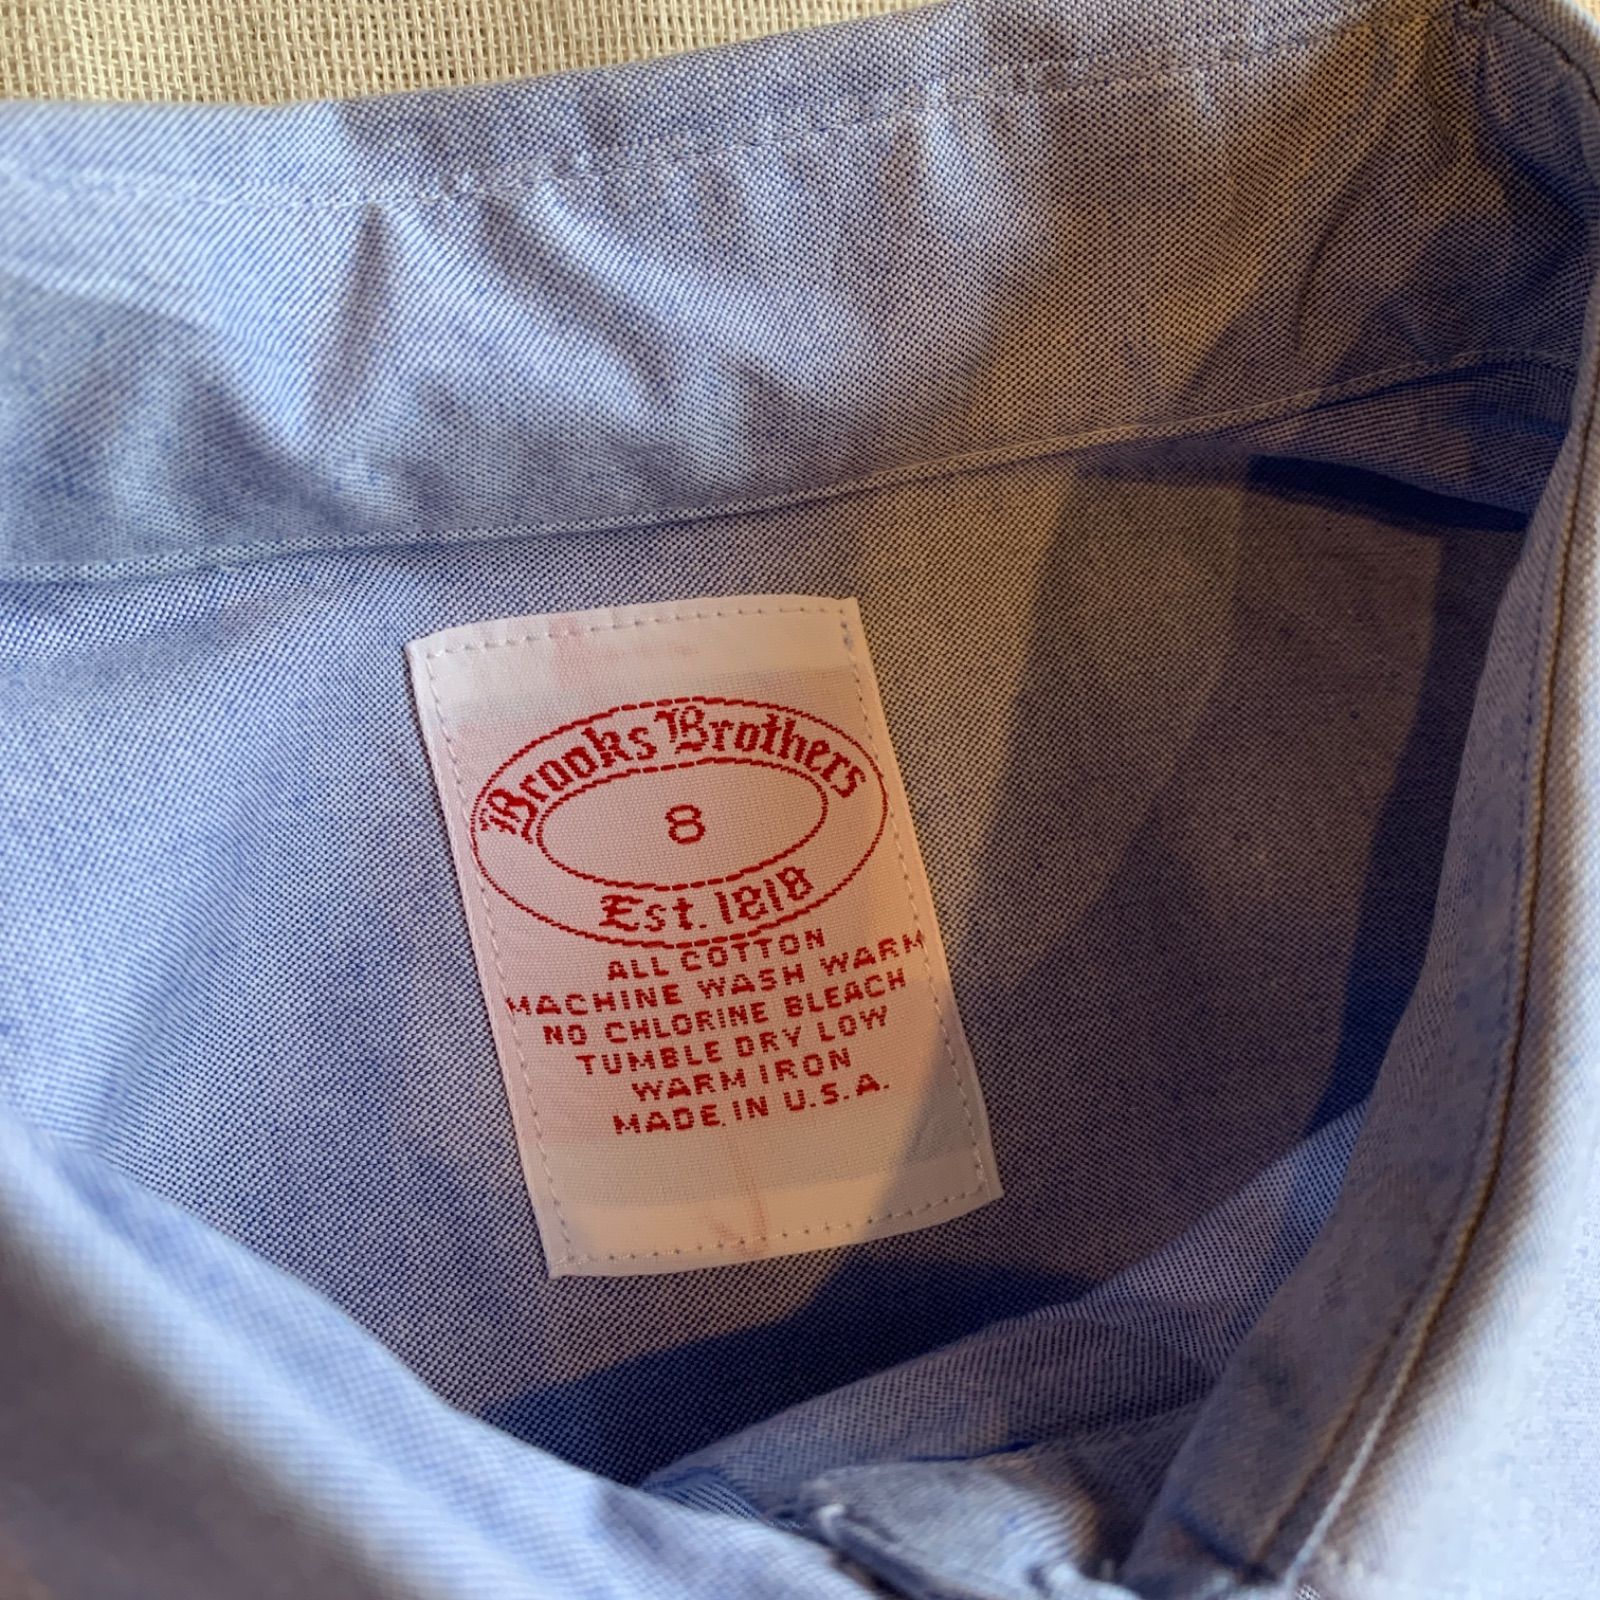 Brooks Brothers
8
Est. 1818
ALL COTTON
MACHINE WASH WARM
NO CHLORINE BLEACH
TUMBLE DRY LOW
WARM IRON
MADE IN U.S.A.